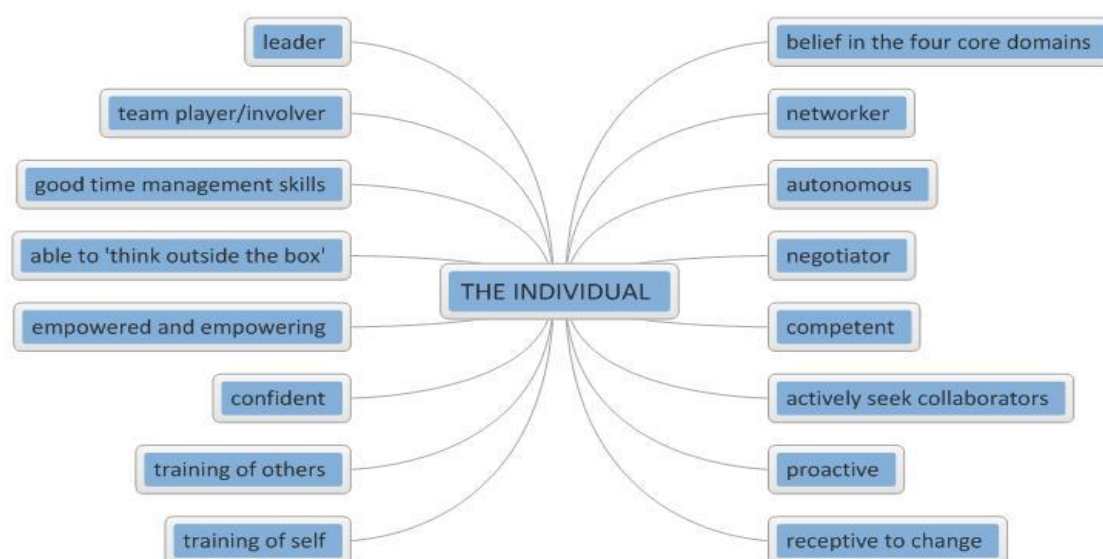 leader
team player/involver
good time management skills
able to 'think outside the box'
empowered and empowering
confident
training of others
training of self
THE INDIVIDUAL
belief in the four core domains
networker
autonomous
negotiator
competent
actively seek collaborators
proactive
receptive to change